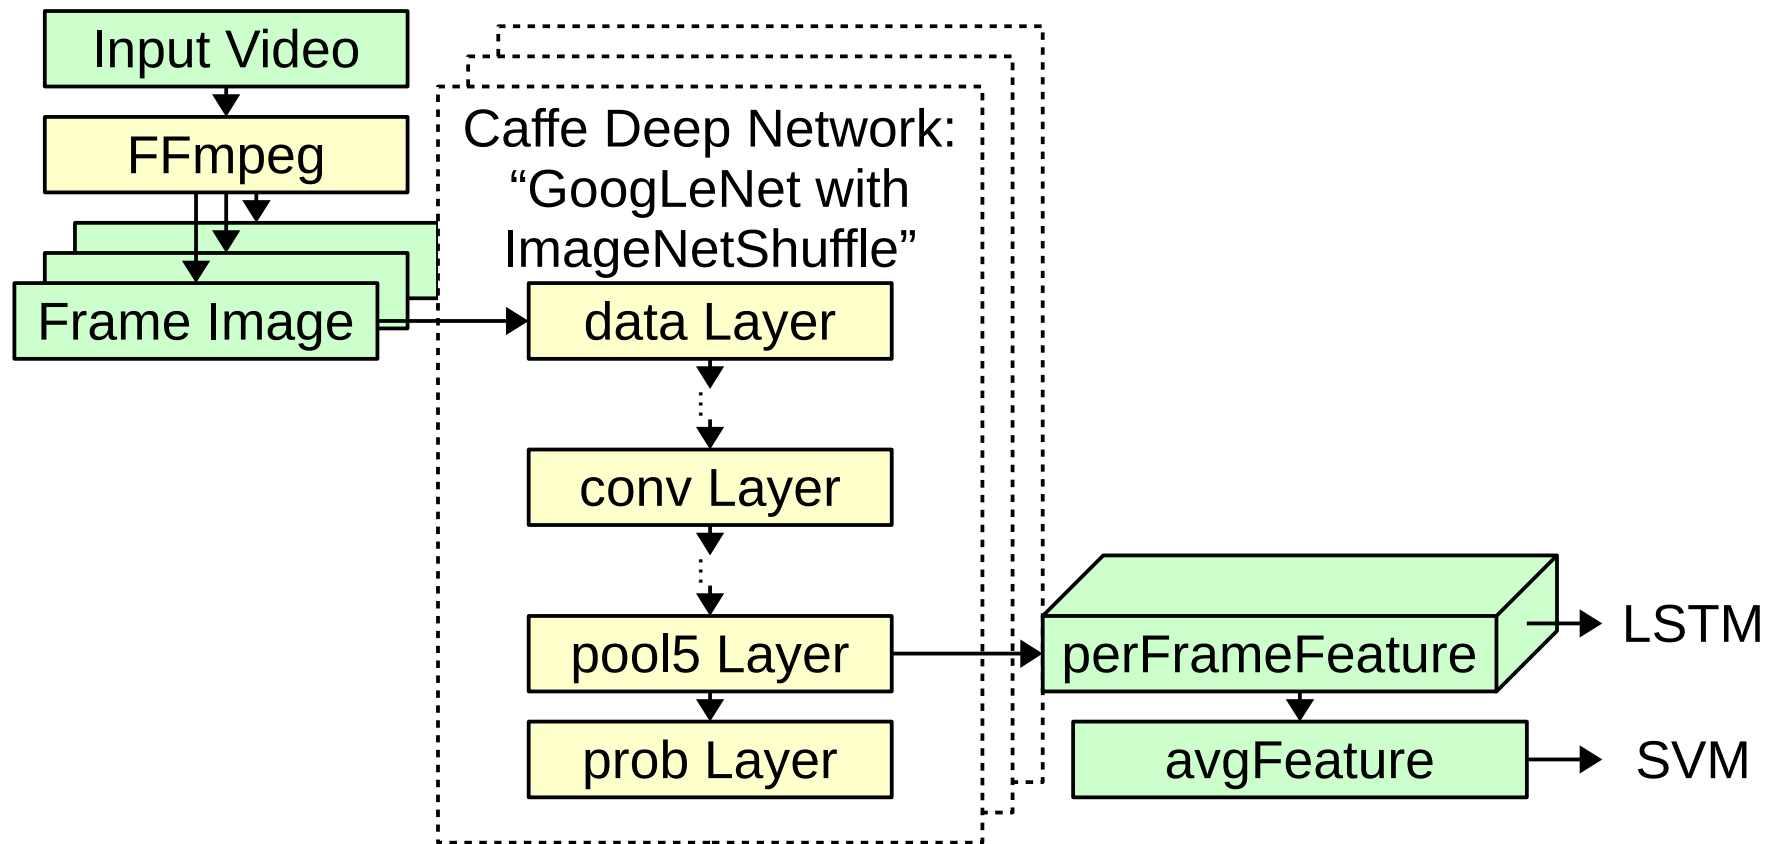 Input Video
FFmpeg
Frame Image
Caffe Deep Network:
“GoogLeNet with
ImageNetShuffle”
data Layer
conv Layer
pool5 Layer
prob Layer
perFrameFeature
avgFeature
LSTM
SVM